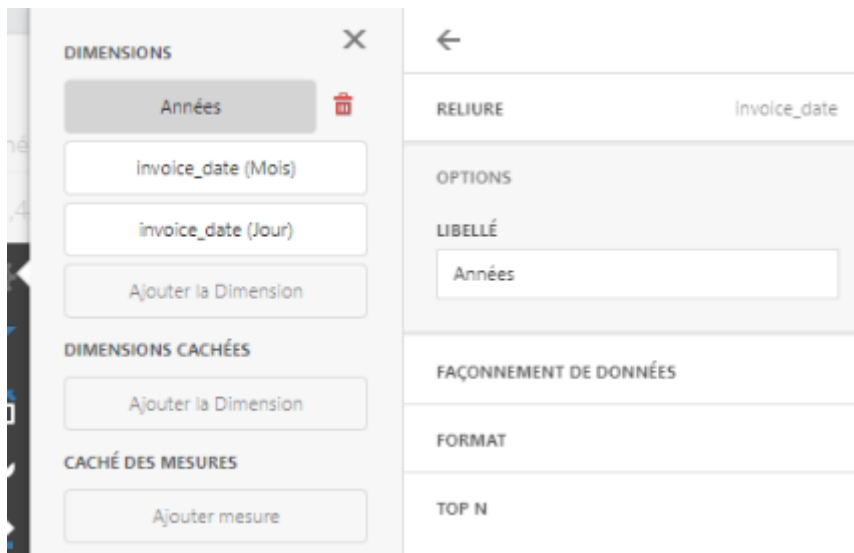 DIMENSIONS
Années
invoice_date (Mois)
invoice_date (Jour)
Ajouter la Dimension
DIMENSIONS CACHÉES
Ajouter la Dimension
CACHÉ DES MESURES
Ajouter mesure
RELIURE invoice_date
OPTIONS
LIBELLÉ
Années
FAÇONNEMENT DE DONNÉES
FORMAT
TOP N